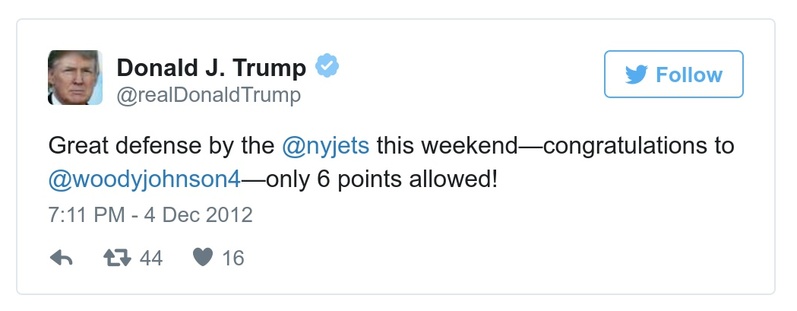 Donald J. Trump
@realDonaldTrump
Follow
Great defense by the @nyjets this weekend—congratulations to
@woodyjohnson4—only 6 points allowed!
7:11 PM - 4 Dec 2012
44 16